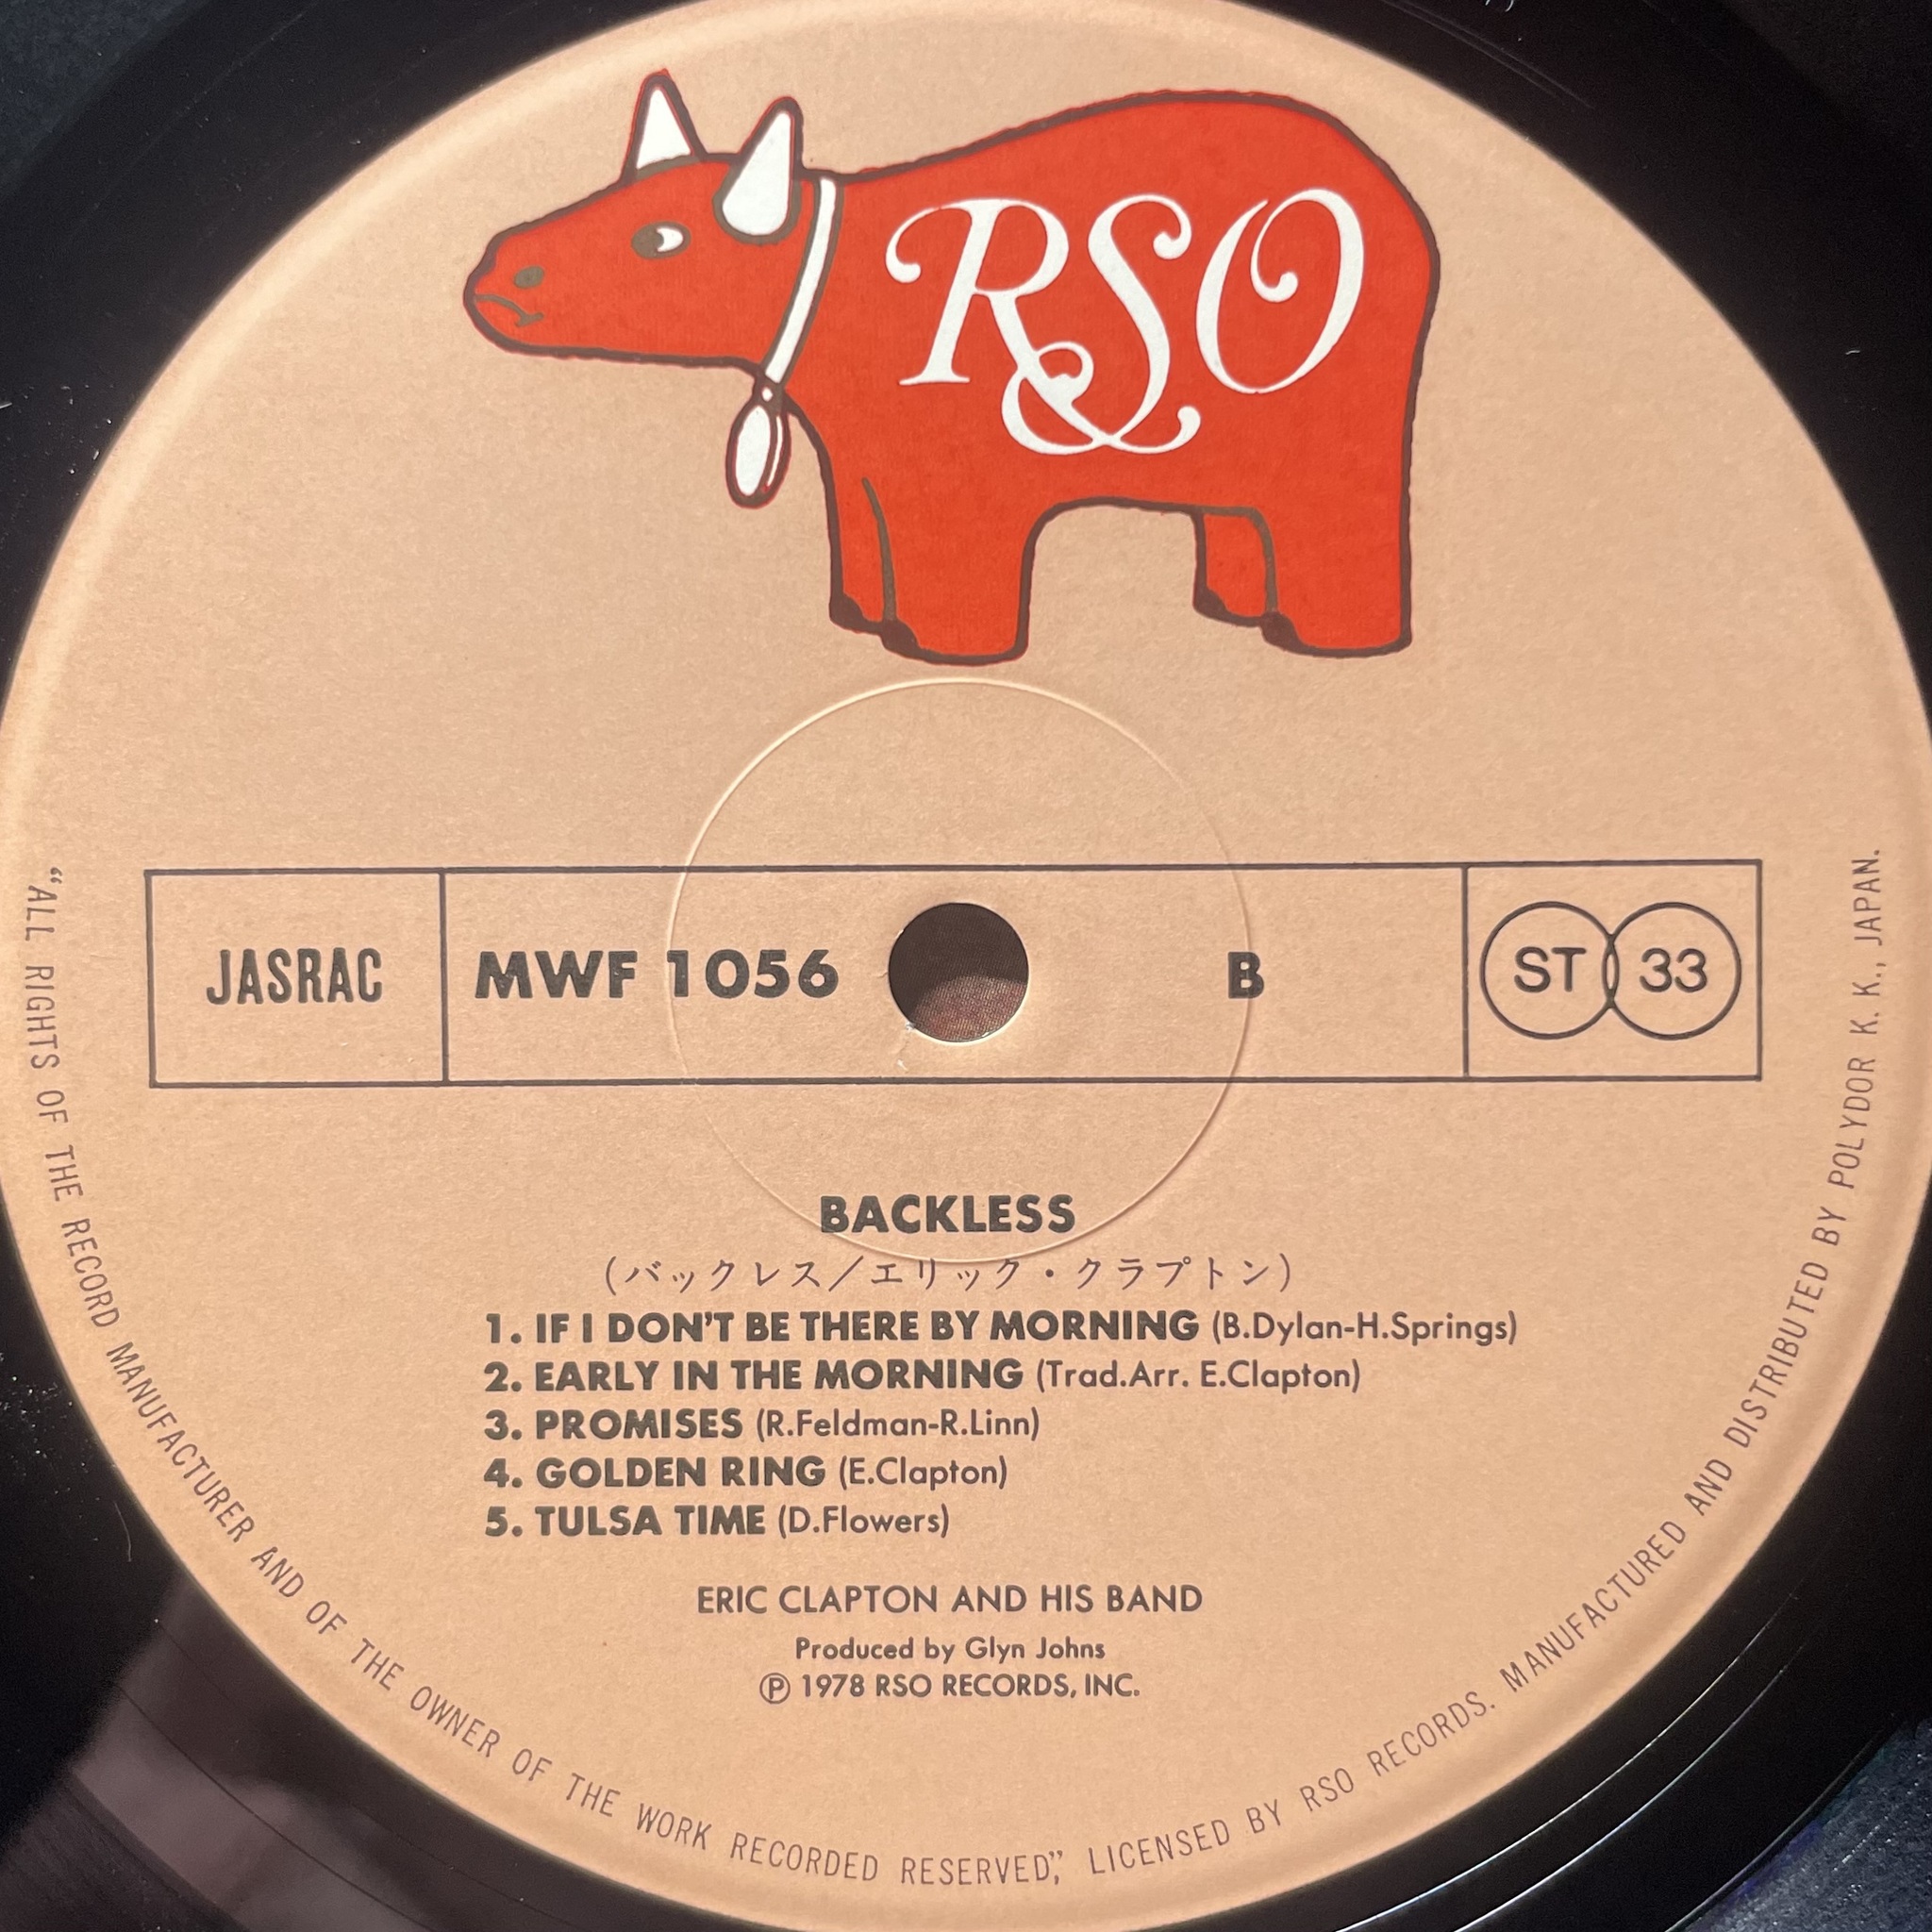 RSO
JASRAC
MWF 1056
B
ST 33
BACKLESS
(バックレス／エリック・クラプトン)
1. IF I DON'T BE THERE BY MORNING (B.Dylan-H.Springs)
2. EARLY IN THE MORNING (Trad.Arr. E.Clapton)
3. PROMISES (R.Feldman-R.Linn)
4. GOLDEN RING (E.Clapton)
5. TULSA TIME (D.Flowers)
ERIC CLAPTON AND HIS BAND
Produced by Glyn Johns
Ⓟ 1978 RSO RECORDS, INC.
“ALL RIGHTS OF THE RECORD MANUFACTURER AND OF THE OWNER OF THE WORK RECORDED RESERVED”, LICENSED BY RSO RECORDS. MANUFACTURED AND DISTRIBUTED BY POLYDOR K. K., JAPAN.